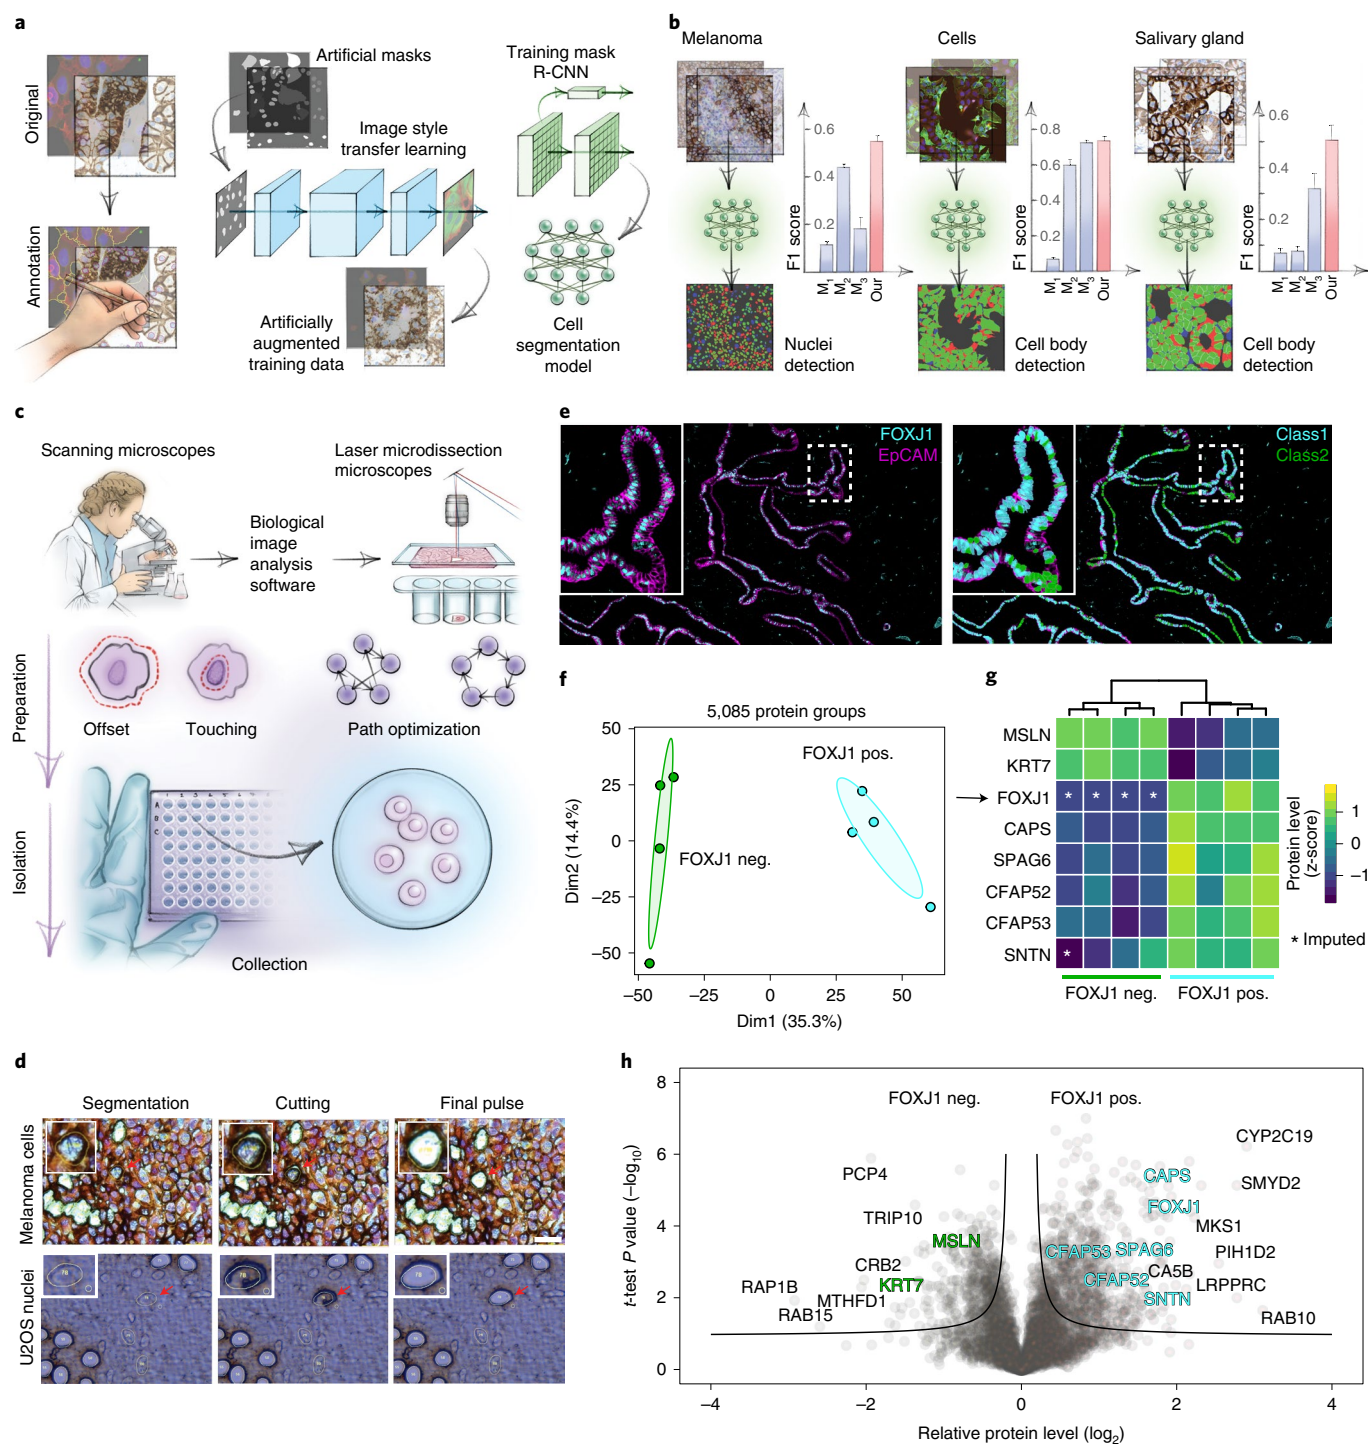 a
Original
Annotation
Artificial masks
Image style
transfer learning
Artificially
augmented
training data
Training mask
R-CNN
Cell
segmentation
model
b
Melanoma
Cells
Salivary gland
F1 score
0.6
0.2
M1
M2
M3
Our
Nuclei
detection
F1 score
0.8
0.6
0.4
0.2
M1
M2
M3
Our
Cell body
detection
F1 score
0.6
0.2
M1
M2
M3
Our
Cell body
detection
c
Scanning microscopes
Biological
image
analysis
software
Laser microdissection
microscopes
Preparation
Offset
Touching
Path optimization
Isolation
A
B
C
Collection
d
Segmentation
Cutting
Final pulse
Melanoma cells
U2OS nuclei
e
FOXJ1
EpCAM
Class1
Class2
f
5,085 protein groups
FOXJ1 pos.
FOXJ1 neg.
Dim2 (14.4%)
50
25
0
−25
−50
−50
−25
0
25
50
Dim1 (35.3%)
g
MSLN
KRT7
FOXJ1
* * * *
CAPS
SPAG6
CFAP52
CFAP53
SNTN
*
FOXJ1 neg.
FOXJ1 pos.
Protein level
(z-score)
1
0
−1
* Imputed
h
t-test P value (−log10)
8
6
4
2
0
FOXJ1 neg.
FOXJ1 pos.
CYP2C19
PCP4
CAPS
SMYD2
TRIP10
FOXJ1
MKS1
MSLN
CFAP53
SPAG6
PIH1D2
CRB2
CA5B
KRT7
CFAP52
LRPPRC
RAP1B
MTHFD1
SNTN
RAB15
RAB10
−4
−2
0
2
4
Relative protein level (log2)